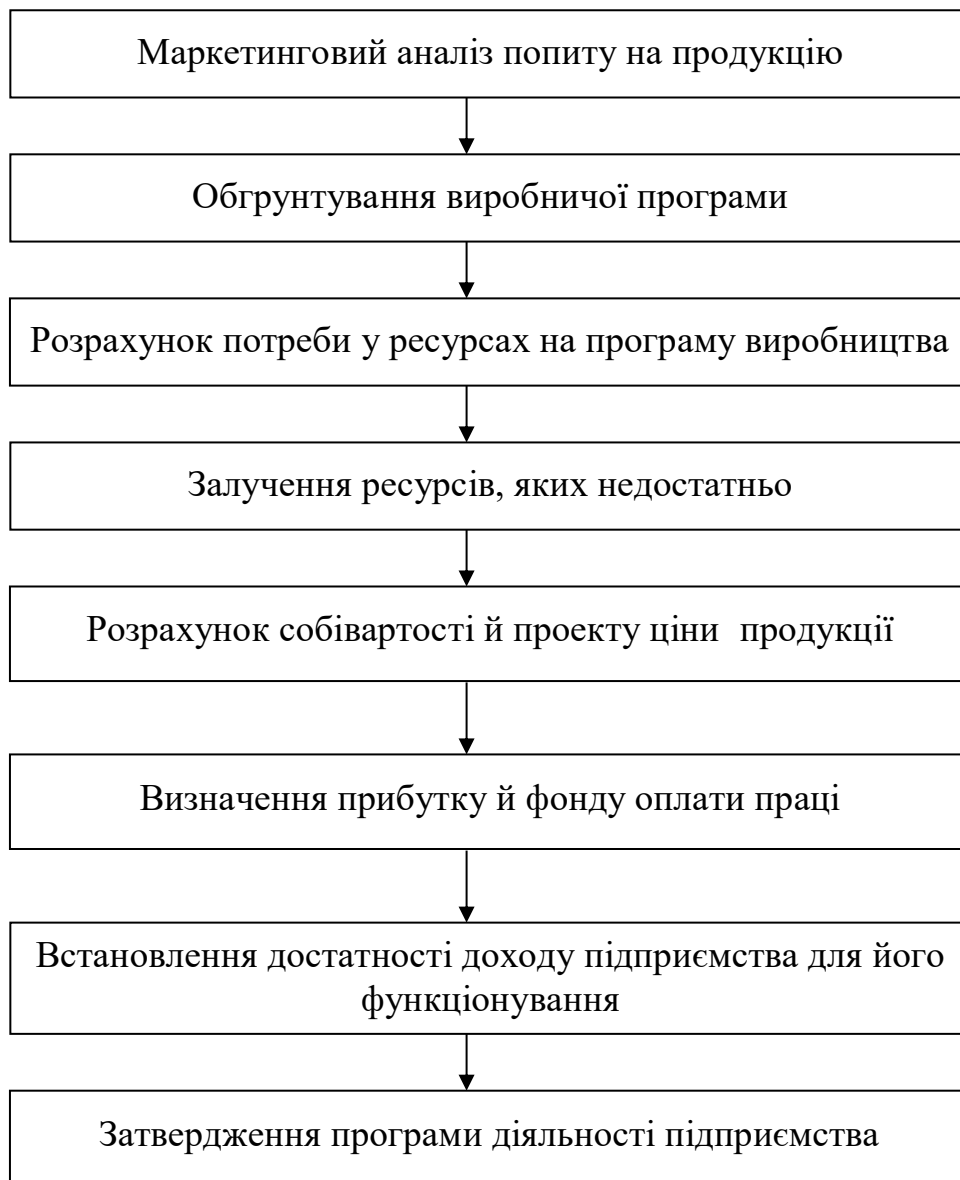 Маркетинговий аналіз попиту на продукцію
Обгрунтування виробничої програми
Розрахунок потреби у ресурсах на програму виробництва
Залучення ресурсів, яких недостатньо
Розрахунок собівартості й проекту ціни  продукції
Визначення прибутку й фонду оплати праці
Встановлення достатності доходу підприємства для його
функціонування
Затвердження програми діяльності підприємства